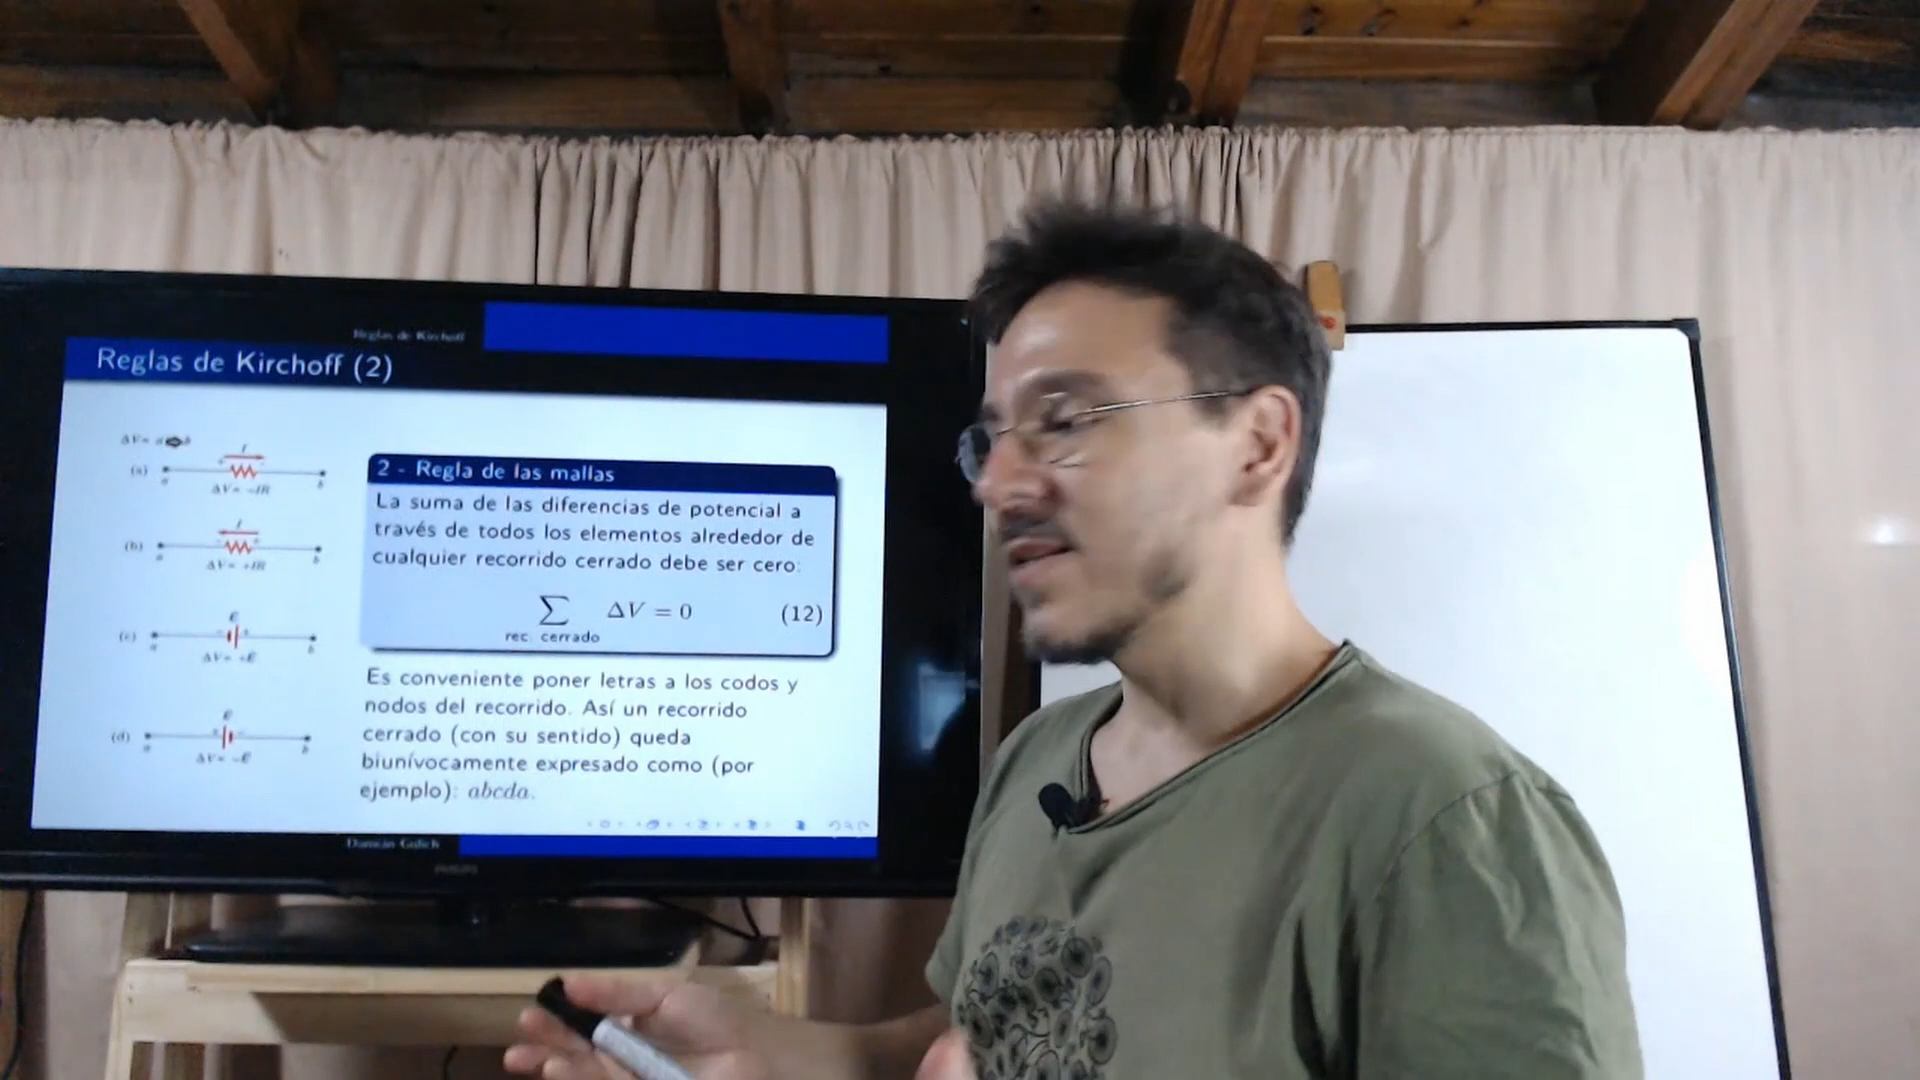 Reglas de Kirchoff
Reglas de Kirchoff (2)
ΔV= a b
(a)
I
+ -
a b
ΔV= -IR
(b)
I
- +
a b
ΔV= +IR
(c)
ℰ
- +
a b
ΔV= +ℰ
(d)
ℰ
+ -
a b
ΔV= -ℰ
2 - Regla de las mallas
La suma de las diferencias de potencial a
través de todos los elementos alrededor de
cualquier recorrido cerrado debe ser cero:
∑ ΔV = 0 (12)
rec. cerrado
Es conveniente poner letras a los codos y
nodos del recorrido. Así un recorrido
cerrado (con su sentido) queda
biunívocamente expresado como (por
ejemplo): abcda.
Damián Gulich
PHILIPS